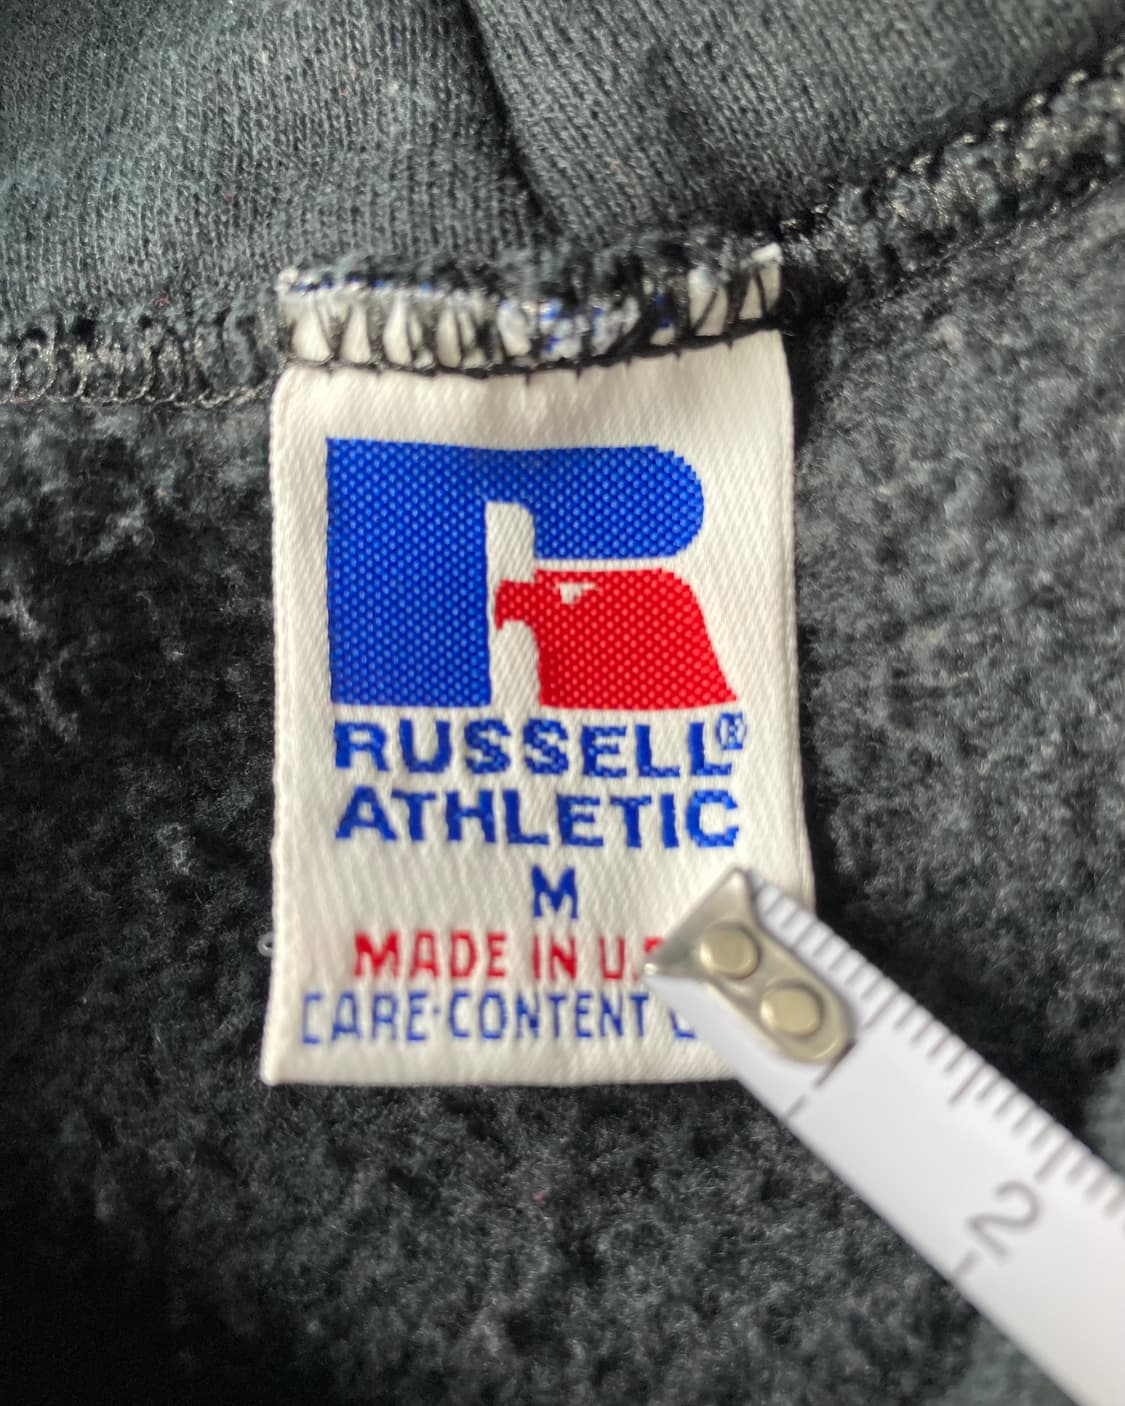 RUSSELL®
ATHLETIC
M
MADE IN U.S
CARE·CONTENT
2